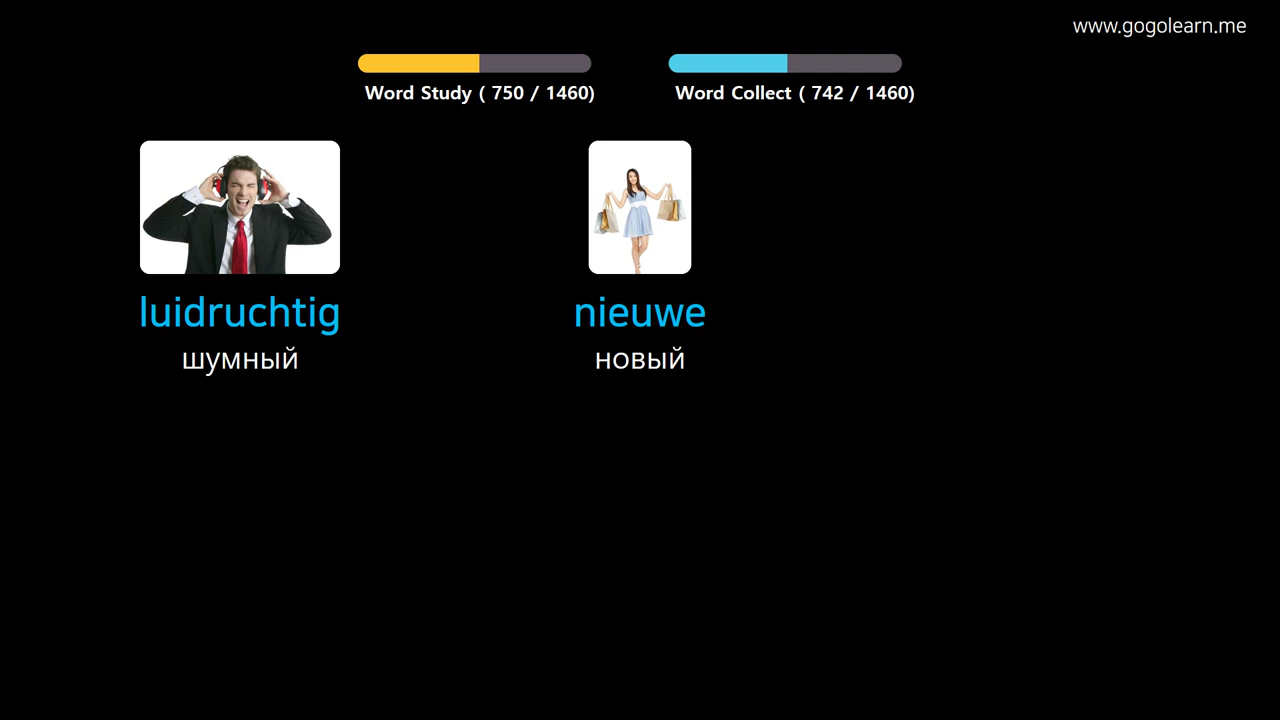 www.gogolearn.me
Word Study ( 750 / 1460)
Word Collect ( 742 / 1460)
luidruchtig
шумный
nieuwe
новый